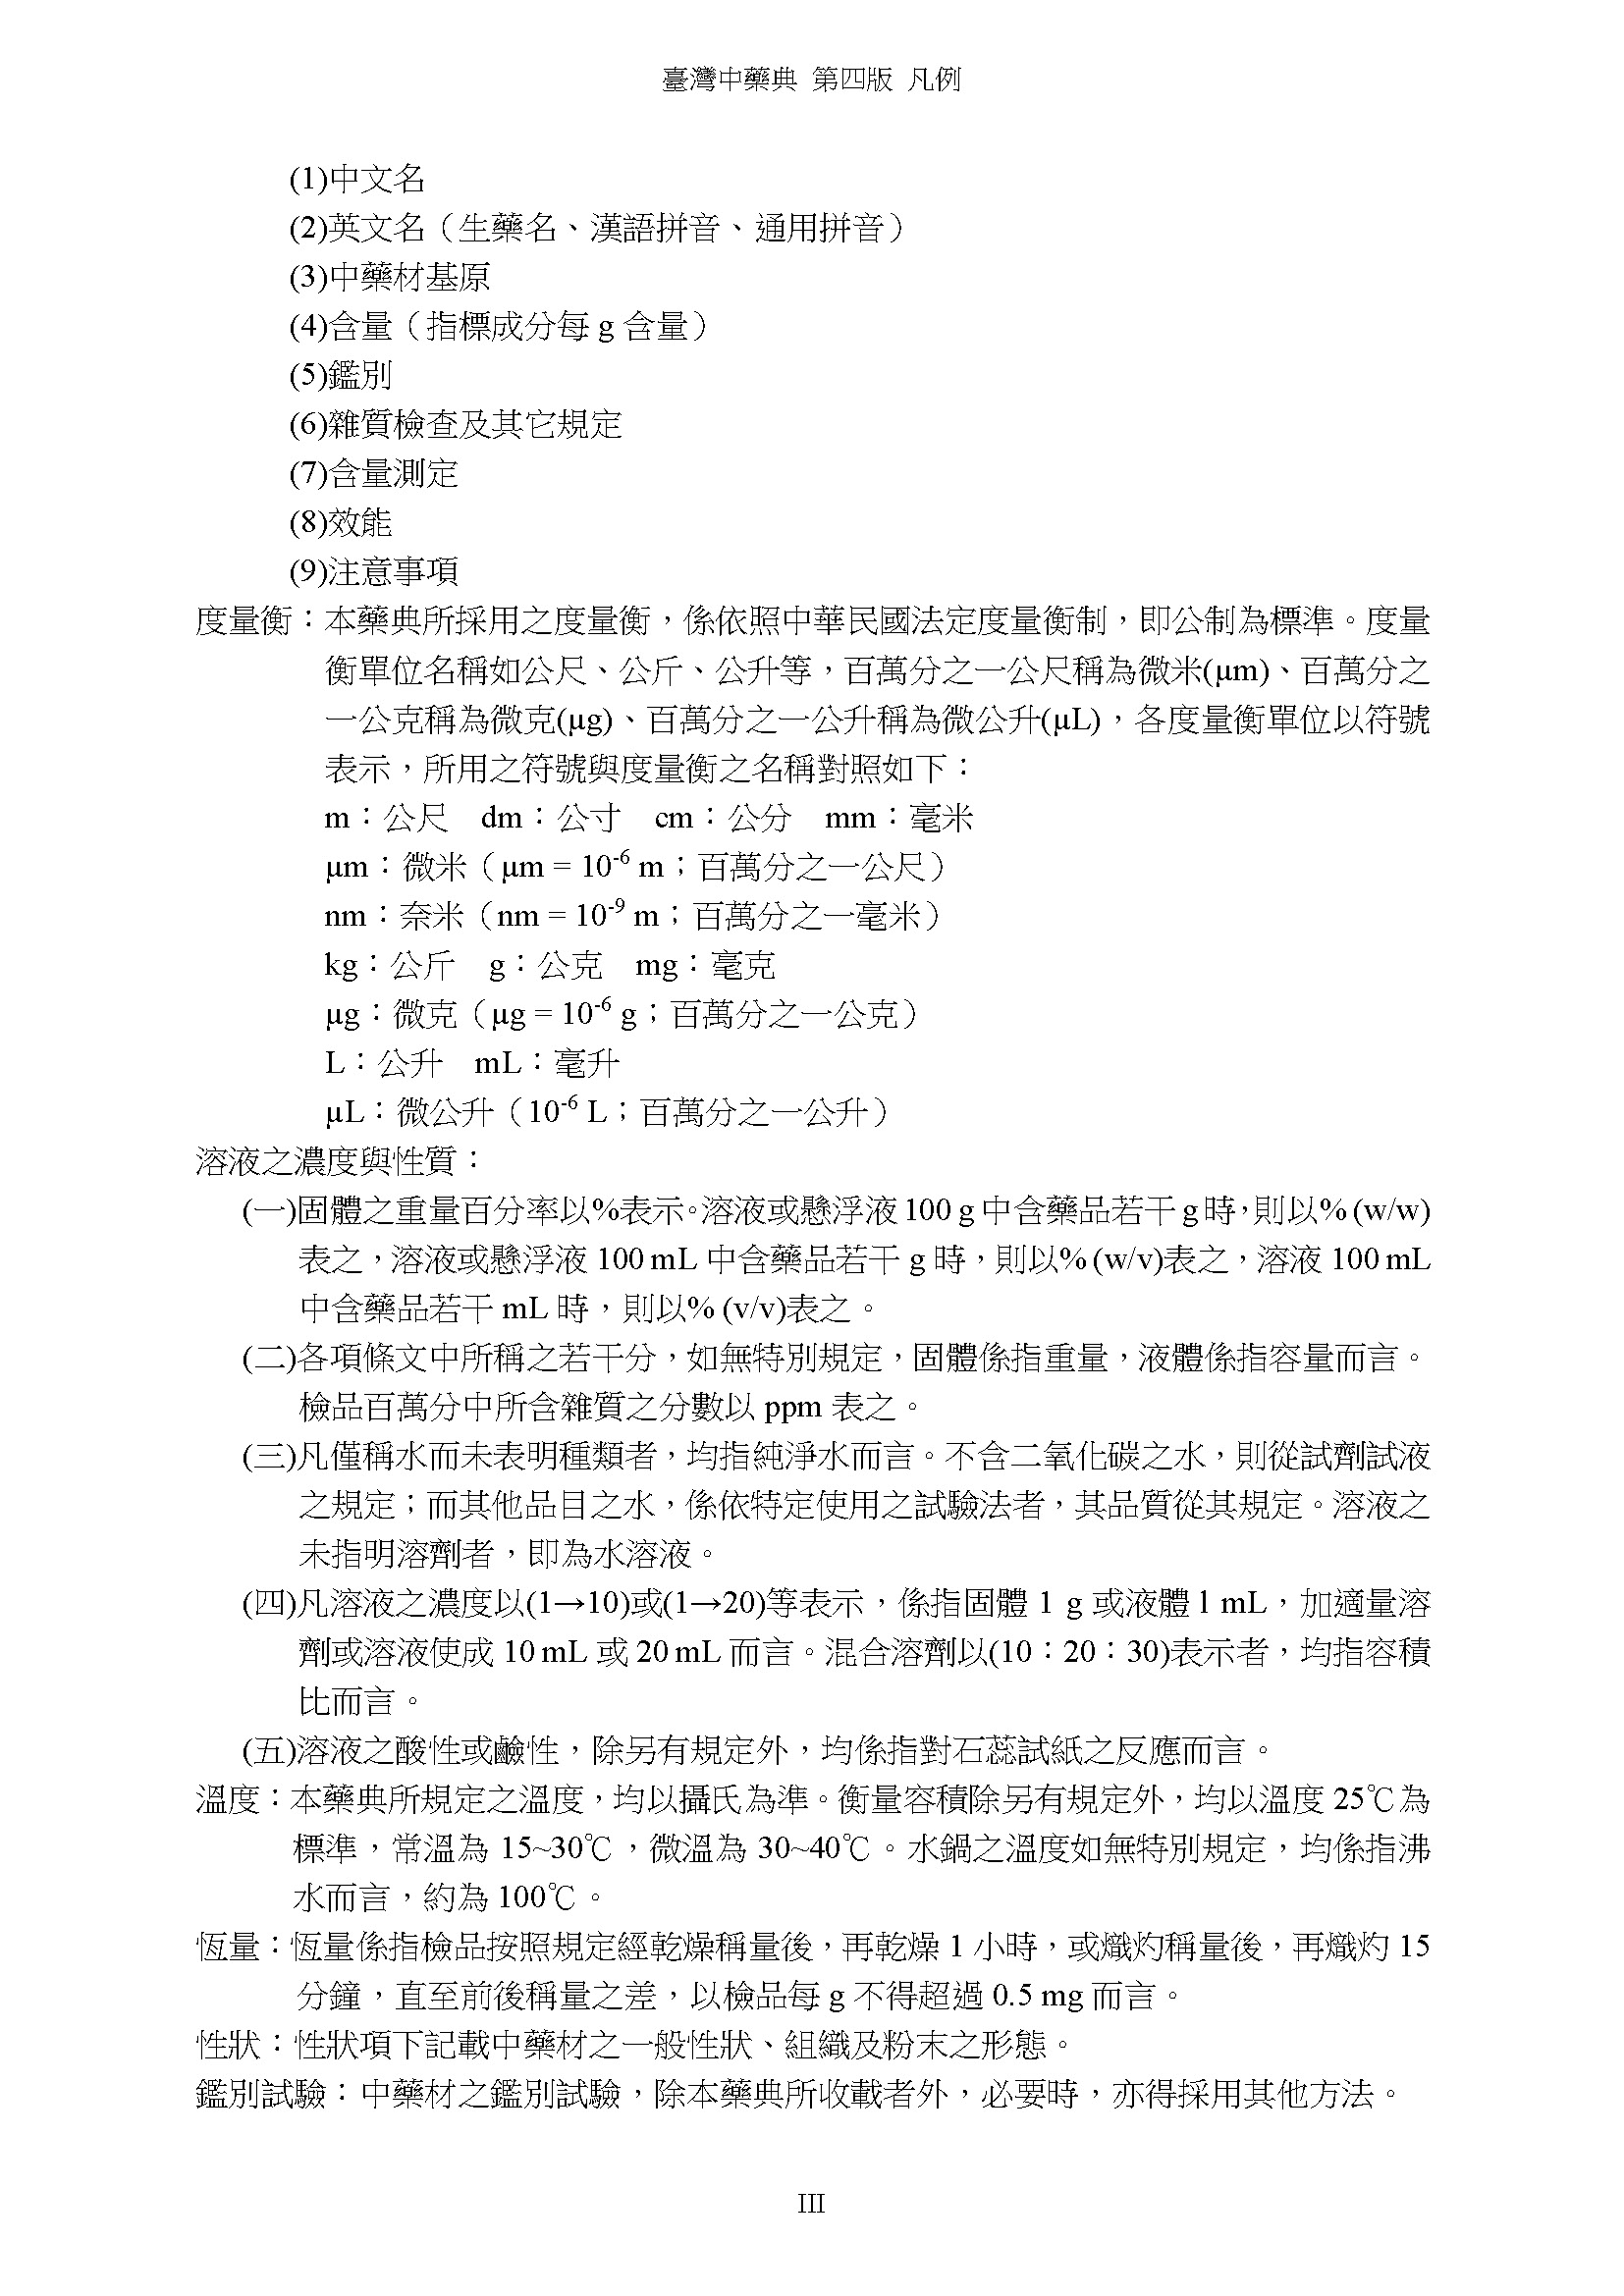 臺灣中藥典 第四版 凡例
(1)中文名
(2)英文名（生藥名、漢語拼音、通用拼音）
(3)中藥材基原
(4)含量（指標成分每 g 含量）
(5)鑑別
(6)雜質檢查及其它規定
(7)含量測定
(8)效能
(9)注意事項
度量衡：本藥典所採用之度量衡，係依照中華民國法定度量衡制，即公制為標準。度量
衡單位名稱如公尺、公斤、公升等，百萬分之一公尺稱為微米(μm)、百萬分之
一公克稱為微克(μg)、百萬分之一公升稱為微公升(μL)，各度量衡單位以符號
表示，所用之符號與度量衡之名稱對照如下：
m：公尺　dm：公寸　cm：公分　mm：毫米
μm：微米（μm = 10⁻⁶ m；百萬分之一公尺）
nm：奈米（nm = 10⁻⁹ m；百萬分之一毫米）
kg：公斤　g：公克　mg：毫克
μg：微克（μg = 10⁻⁶ g；百萬分之一公克）
L：公升　mL：毫升
μL：微公升（10⁻⁶ L；百萬分之一公升）
溶液之濃度與性質：
(一)固體之重量百分率以%表示。溶液或懸浮液 100 g 中含藥品若干 g 時，則以% (w/w)
表之，溶液或懸浮液 100 mL 中含藥品若干 g 時，則以% (w/v)表之，溶液 100 mL
中含藥品若干 mL 時，則以% (v/v)表之。
(二)各項條文中所稱之若干分，如無特別規定，固體係指重量，液體係指容量而言。
檢品百萬分中所含雜質之分數以 ppm 表之。
(三)凡僅稱水而未表明種類者，均指純淨水而言。不含二氧化碳之水，則從試劑試液
之規定；而其他品目之水，係依特定使用之試驗法者，其品質從其規定。溶液之
未指明溶劑者，即為水溶液。
(四)凡溶液之濃度以(1→10)或(1→20)等表示，係指固體 1 g 或液體 l mL，加適量溶
劑或溶液使成 10 mL 或 20 mL 而言。混合溶劑以(10：20：30)表示者，均指容積
比而言。
(五)溶液之酸性或鹼性，除另有規定外，均係指對石蕊試紙之反應而言。
溫度：本藥典所規定之溫度，均以攝氏為準。衡量容積除另有規定外，均以溫度 25℃為
標準，常溫為 15~30℃，微溫為 30~40℃。水鍋之溫度如無特別規定，均係指沸
水而言，約為 100℃。
恆量：恆量係指檢品按照規定經乾燥稱量後，再乾燥 1 小時，或熾灼稱量後，再熾灼 15
分鐘，直至前後稱量之差，以檢品每 g 不得超過 0.5 mg 而言。
性狀：性狀項下記載中藥材之一般性狀、組織及粉末之形態。
鑑別試驗：中藥材之鑑別試驗，除本藥典所收載者外，必要時，亦得採用其他方法。
III